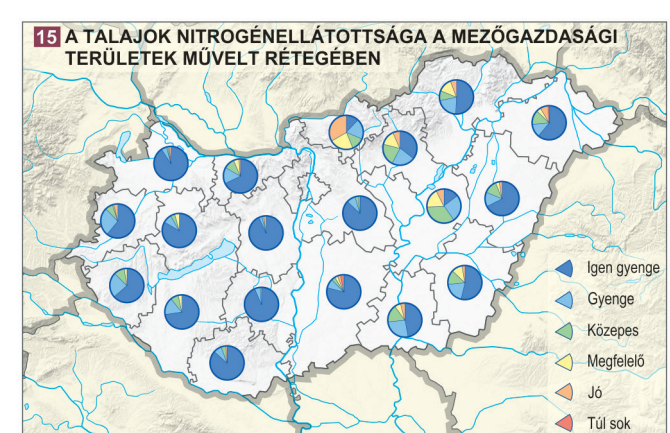 15 A TALAJOK NITROGÉNELLÁTOTTSÁGA A MEZŐGAZDASÁGI
TERÜLETEK MŰVELT RÉTEGÉBEN
Igen gyenge
Gyenge
Közepes
Megfelelő
Jó
Túl sok